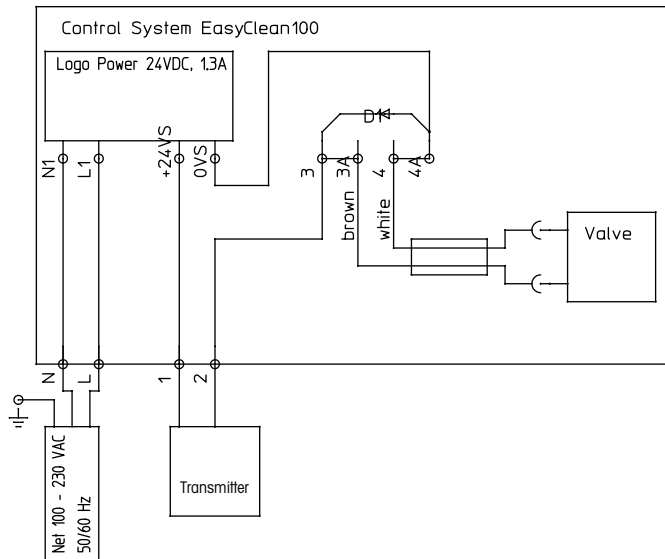 Control System EasyClean100
Logo Power 24VDC, 1.3A
D1
N1
L1
+24VS
0VS
3
3A
4
4A
brown
white
Valve
N
L
1
2
Net 100 - 230 VAC
50/60 Hz
Transmitter